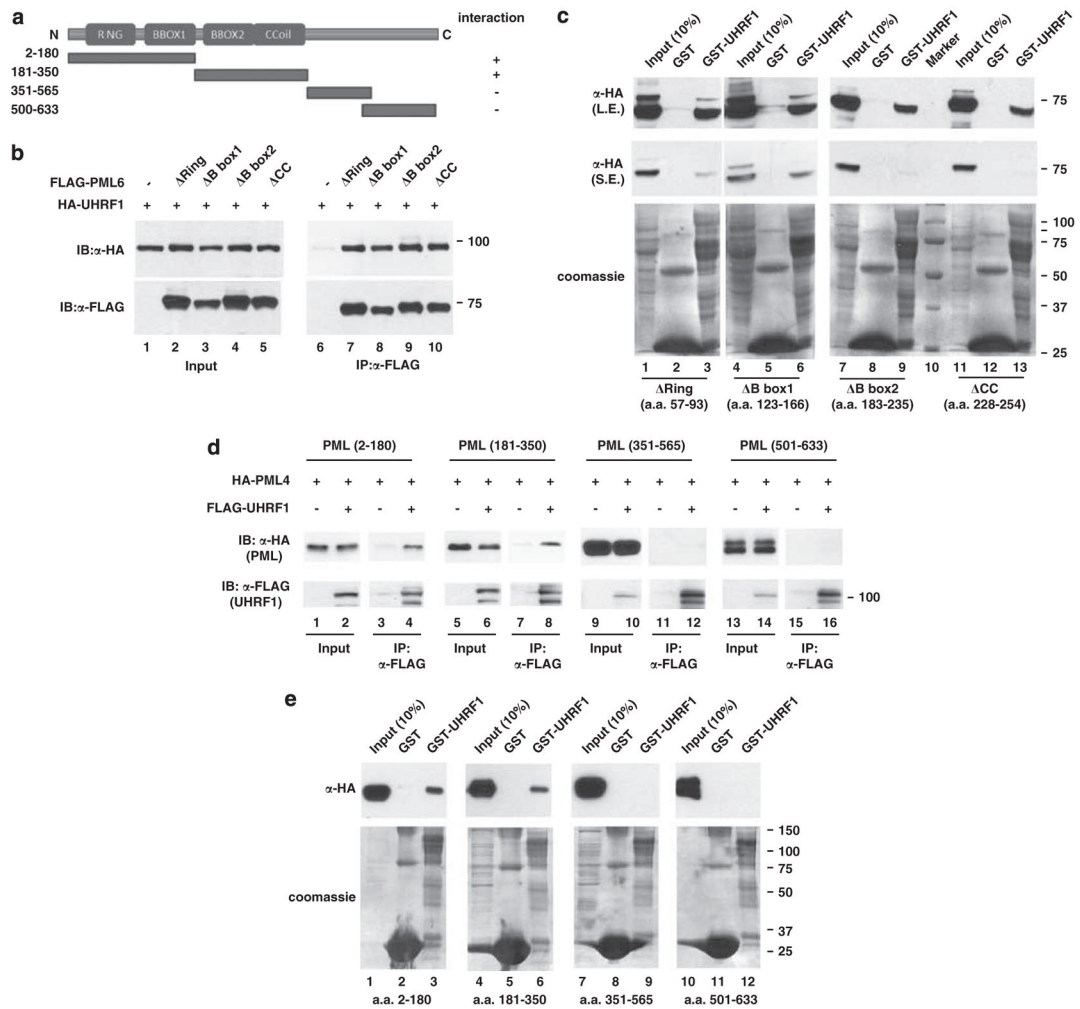 a
interaction
N RING BBOX1 BBOX2 CCoil C
2-180 +
181-350 +
351-565 -
500-633 -
b
FLAG-PML6 - ΔRing ΔB box1 ΔB box2 ΔCC - ΔRing ΔB box1 ΔB box2 ΔCC
HA-UHRF1 + + + + + + + + + +
IB:α-HA - 100
IB:α-FLAG - 75
1 2 3 4 5 6 7 8 9 10
Input IP:α-FLAG
c
Input (10%) GST GST-UHRF1 Input (10%) GST GST-UHRF1 Input (10%) GST GST-UHRF1 Marker Input (10%) GST GST-UHRF1
α-HA
(L.E.) - 75
α-HA
(S.E.) - 75
coomassie
- 100
- 75
- 50
- 37
- 25
1 2 3 4 5 6 7 8 9 10 11 12 13
ΔRing ΔB box1 ΔB box2 ΔCC
(a.a. 57-93) (a.a. 123-166) (a.a. 183-235) (a.a. 228-254)
d
PML (2-180) PML (181-350) PML (351-565) PML (501-633)
HA-PML4 + + + + + + + + + + + + + + + +
FLAG-UHRF1 - + - + - + - + - + - + - + - +
IB: α-HA
(PML)
IB: α-FLAG
(UHRF1) - 100
1 2 3 4 5 6 7 8 9 10 11 12 13 14 15 16
Input IP: Input IP: Input IP: Input IP:
α-FLAG α-FLAG α-FLAG α-FLAG
e
Input (10%) GST GST-UHRF1 Input (10%) GST GST-UHRF1 Input (10%) GST GST-UHRF1 Input (10%) GST GST-UHRF1
α-HA
coomassie
- 150
- 100
- 75
- 50
- 37
- 25
1 2 3 4 5 6 7 8 9 10 11 12
a.a. 2-180 a.a. 181-350 a.a. 351-565 a.a. 501-633